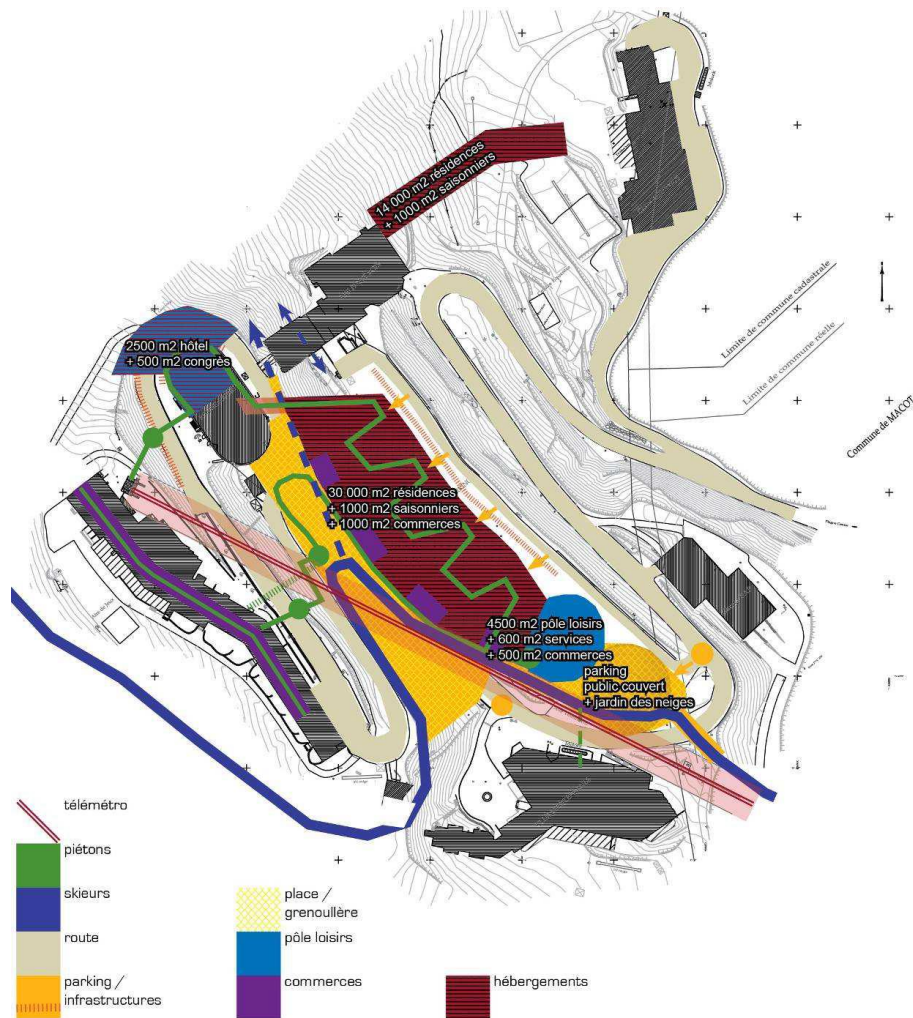 14 000 m2 résidences
+ 1000 m2 saisonniers
Limite de commune cadastrale
Limite de commune réelle
Commune de MACOT
2500 m2 hôtel
+ 500 m2 congrès
30 000 m2 résidences
+ 1000 m2 saisonniers
+ 1000 m2 commerces
4500 m2 pôle loisirs
+ 600 m2 services
+ 500 m2 commerces
parking
public couvert
+ jardin des neiges
télémétro
piétons
skieurs
route
parking /
infrastructures
place /
grenoullère
pôle loisirs
commerces
hébergements